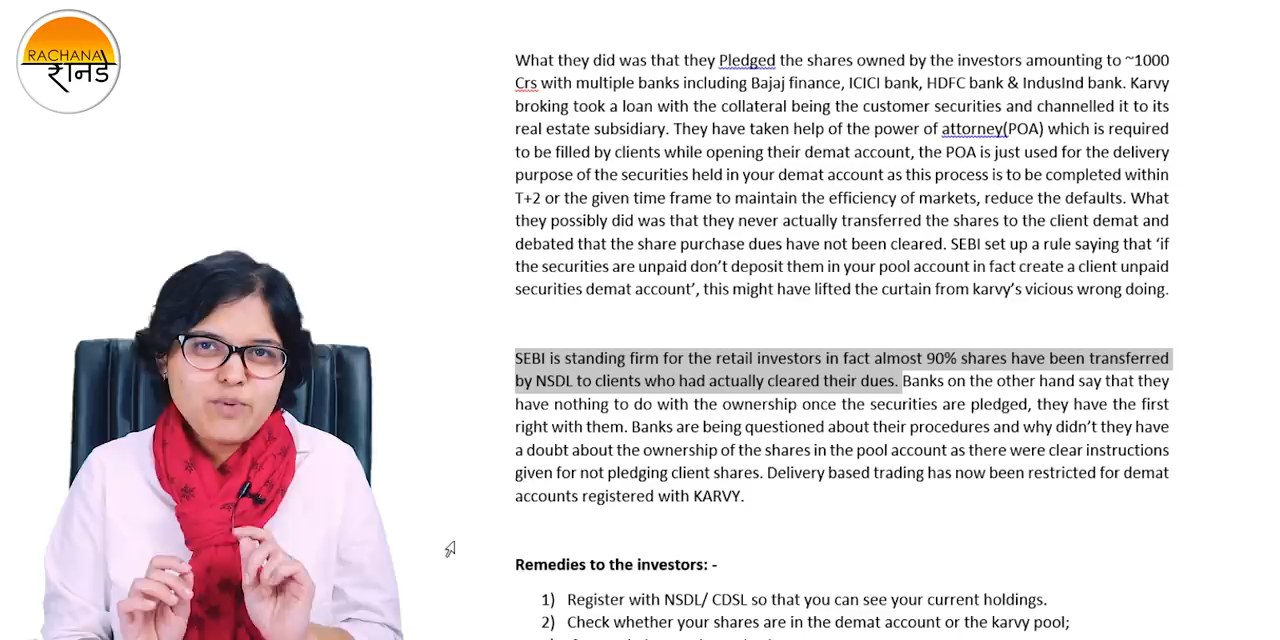 RACHANA
रानडे
What they did was that they Pledged the shares owned by the investors amounting to ~1000
Crs with multiple banks including Bajaj finance, ICICI bank, HDFC bank & IndusInd bank. Karvy
broking took a loan with the collateral being the customer securities and channelled it to its
real estate subsidiary. They have taken help of the power of attorney(POA) which is required
to be filled by clients while opening their demat account, the POA is just used for the delivery
purpose of the securities held in your demat account as this process is to be completed within
T+2 or the given time frame to maintain the efficiency of markets, reduce the defaults. What
they possibly did was that they never actually transferred the shares to the client demat and
debated that the share purchase dues have not been cleared. SEBI set up a rule saying that ‘if
the securities are unpaid don’t deposit them in your pool account in fact create a client unpaid
securities demat account’, this might have lifted the curtain from karvy’s vicious wrong doing.
SEBI is standing firm for the retail investors in fact almost 90% shares have been transferred
by NSDL to clients who had actually cleared their dues. Banks on the other hand say that they
have nothing to do with the ownership once the securities are pledged, they have the first
right with them. Banks are being questioned about their procedures and why didn’t they have
a doubt about the ownership of the shares in the pool account as there were clear instructions
given for not pledging client shares. Delivery based trading has now been restricted for demat
accounts registered with KARVY.
Remedies to the investors: -
1) Register with NSDL/ CDSL so that you can see your current holdings.
2) Check whether your shares are in the demat account or the karvy pool;